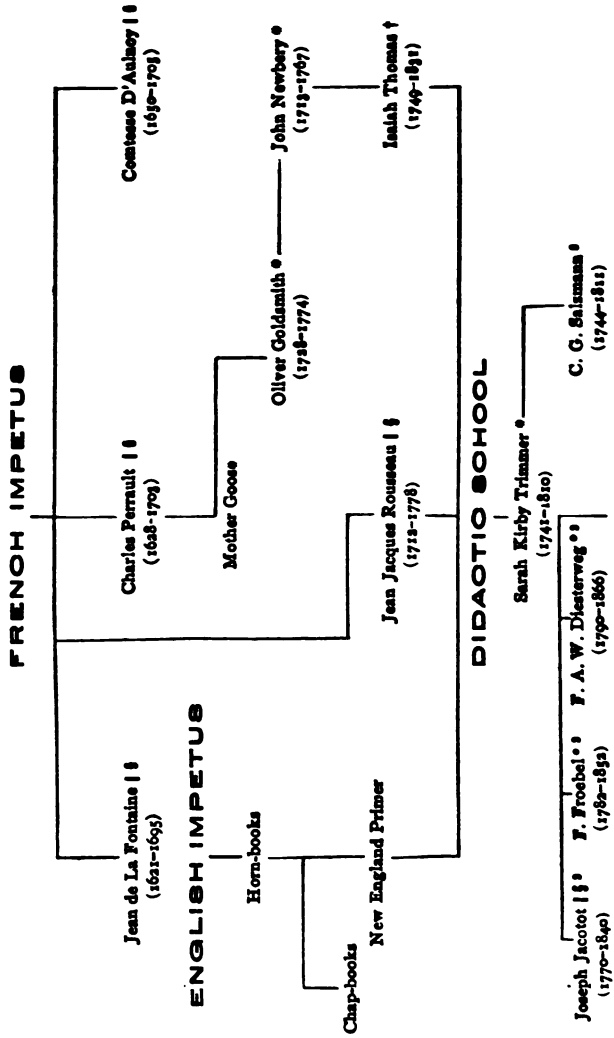 FRENCH IMPETUS
Jean de La Fontaine | §
(1621-1695)
Charles Perrault | §
(1628-1703)
Comtesse D'Aulnoy | §
(1650-1705)
ENGLISH IMPETUS
Horn-books
Mother Goose
Oliver Goldsmith *
(1728-1774)
John Newbery *
(1713-1767)
Chap-books
New England Primer
Jean Jacques Rousseau | §
(1712-1778)
Isaiah Thomas †
(1749-1831)
DIDACTIC SCHOOL
Sarah Kirby Trimmer *
(1741-1810)
Joseph Jacotot | §
(1770-1840)
F. Froebel *
(1782-1852)
F. A. W. Diesterweg *
(1790-1866)
C. G. Salzmann
(1744-1811)